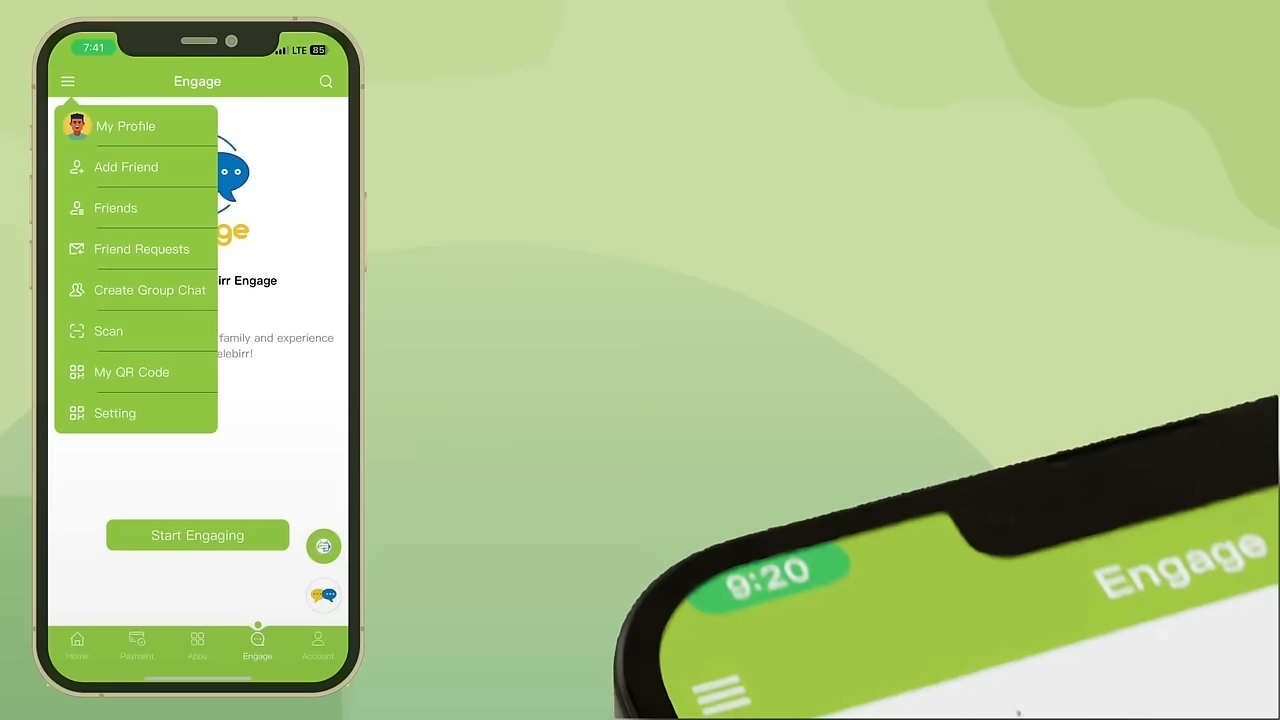 7:41
LTE 85
Engage
My Profile
Add Friend
Friends
Friend Requests
Create Group Chat
Scan
My QR Code
Setting
ge
irr Engage
family and experience
elebirr!
Start Engaging
Home
Payment
Apps
Engage
Account
9:20
Engage